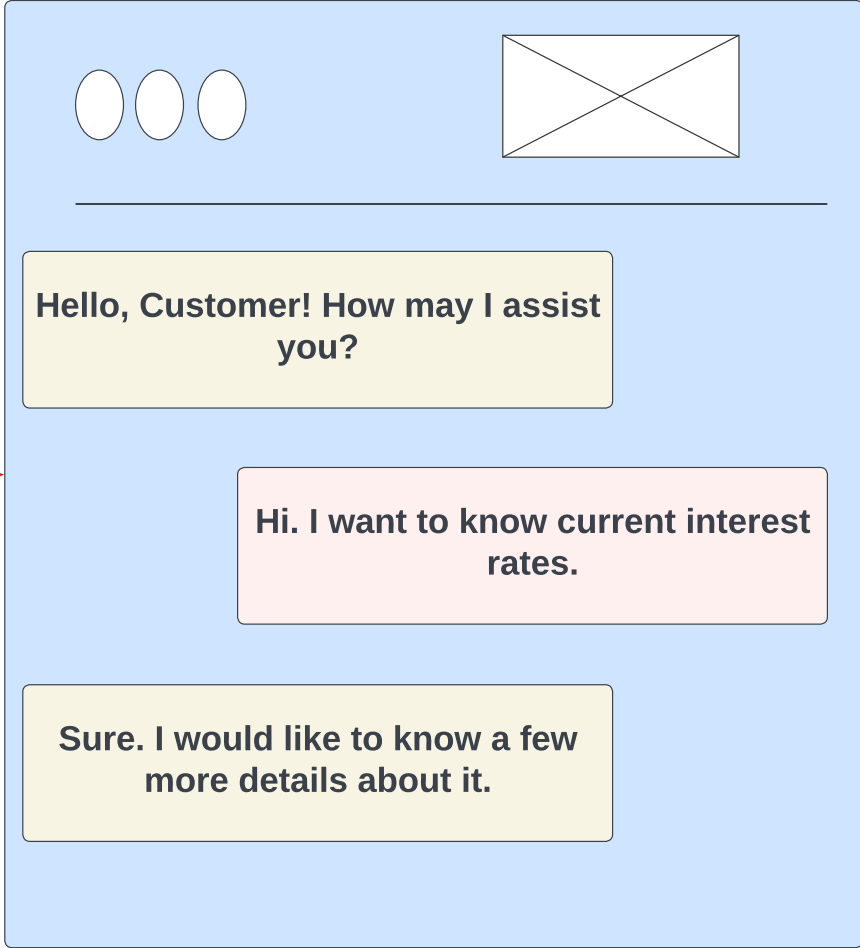 Hello, Customer! How may I assist
you?
Hi. I want to know current interest
rates.
Sure. I would like to know a few
more details about it.